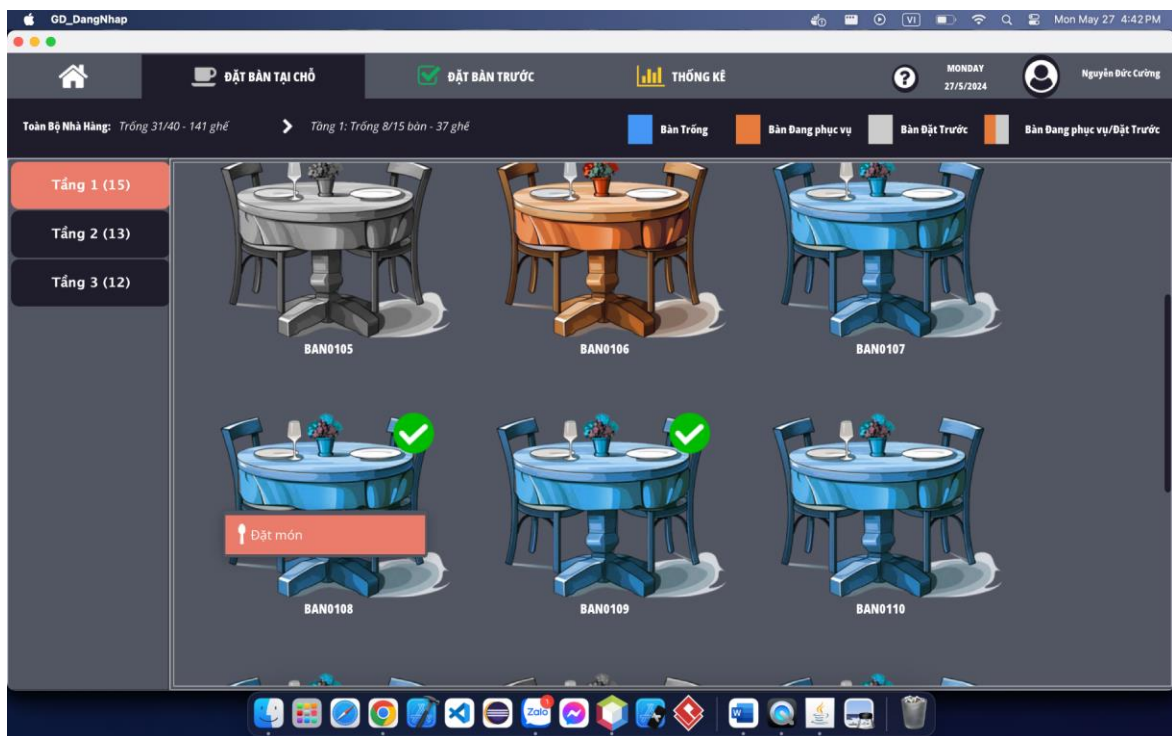 GD_DangNhap
VI
Mon May 27 4:42 PM
ĐẶT BÀN TẠI CHỖ
ĐẶT BÀN TRƯỚC
THỐNG KÊ
?
MONDAY
27/5/2024
Nguyễn Đức Cường
Toàn Bộ Nhà Hàng: Trống 31/40 - 141 ghế
Tầng 1: Trống 8/15 bàn - 37 ghế
Bàn Trống
Bàn Đang phục vụ
Bàn Đặt Trước
Bàn Đang phục vụ/Đặt Trước
Tầng 1 (15)
Tầng 2 (13)
Tầng 3 (12)
BAN0105
BAN0106
BAN0107
Đặt món
BAN0108
BAN0109
BAN0110
Zalo
1
W